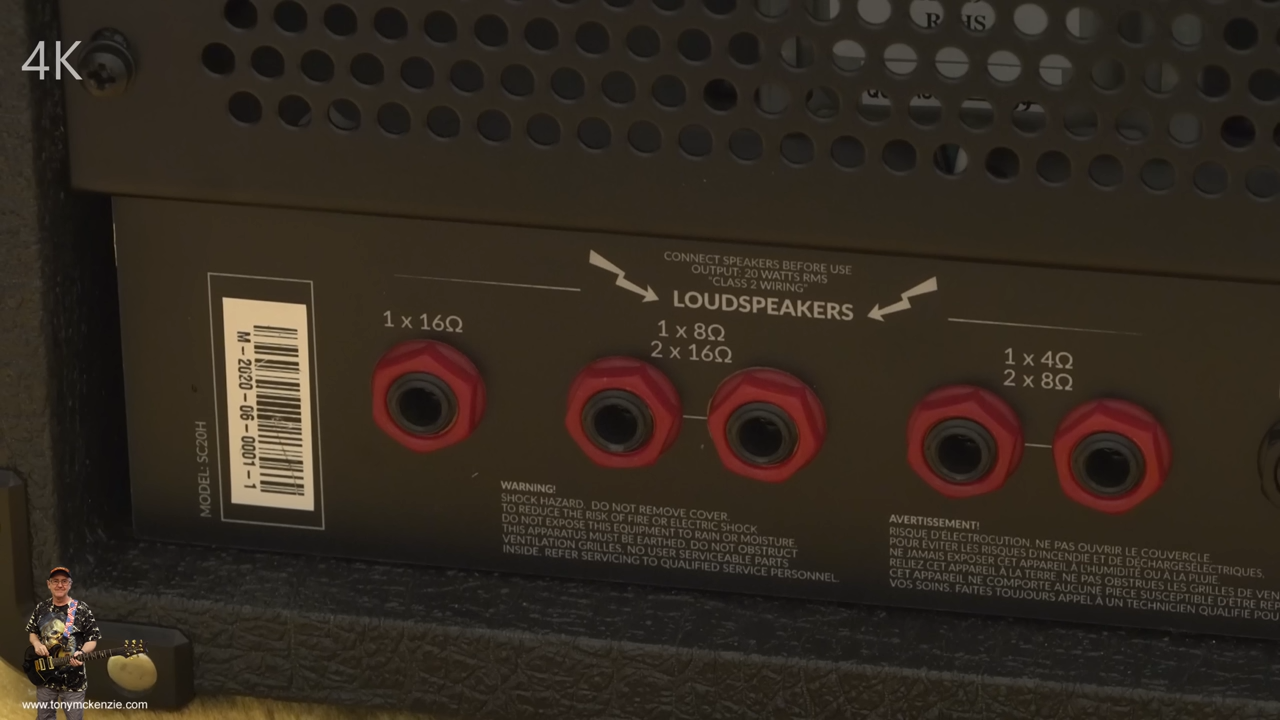 4K
R HS
CONNECT SPEAKERS BEFORE USE
OUTPUT: 20 WATTS RMS
"CLASS 2 WIRING"
LOUDSPEAKERS
1 x 16Ω
1 x 8Ω
2 x 16Ω
1 x 4Ω
2 x 8Ω
MODEL: SC20H
M - 2020 - 06 - 0001 - 1
WARNING!
SHOCK HAZARD. DO NOT REMOVE COVER.
TO REDUCE THE RISK OF FIRE OR ELECTRIC SHOCK
DO NOT EXPOSE THIS EQUIPMENT TO RAIN OR MOISTURE.
THIS APPARATUS MUST BE EARTHED. DO NOT OBSTRUCT
VENTILATION GRILLES. NO USER SERVICEABLE PARTS
INSIDE. REFER SERVICING TO QUALIFIED SERVICE PERSONNEL.
AVERTISSEMENT!
RISQUE D'ÉLECTROCUTION. NE PAS OUVRIR LE COUVERCLE.
POUR ÉVITER LES RISQUES D'INCENDIE ET DE DÉCHARGESÉLECTRIQUES,
NE JAMAIS EXPOSER CET APPAREIL À L'HUMIDITÉ OU À LA PLUIE.
RELIEZ CET APPAREIL À LA TERRE. NE PAS OBSTRUES LES GRILLES DE VEN
CET APPAREIL NE COMPORTE AUCUNE PIECE SUSCEPTIBLE D'ETRE RÉP
VOS SOINS. FAITES TOUJOURS APPEL À UN TECHNICIEN QUALIFIE POU
www.tonymckenzie.com